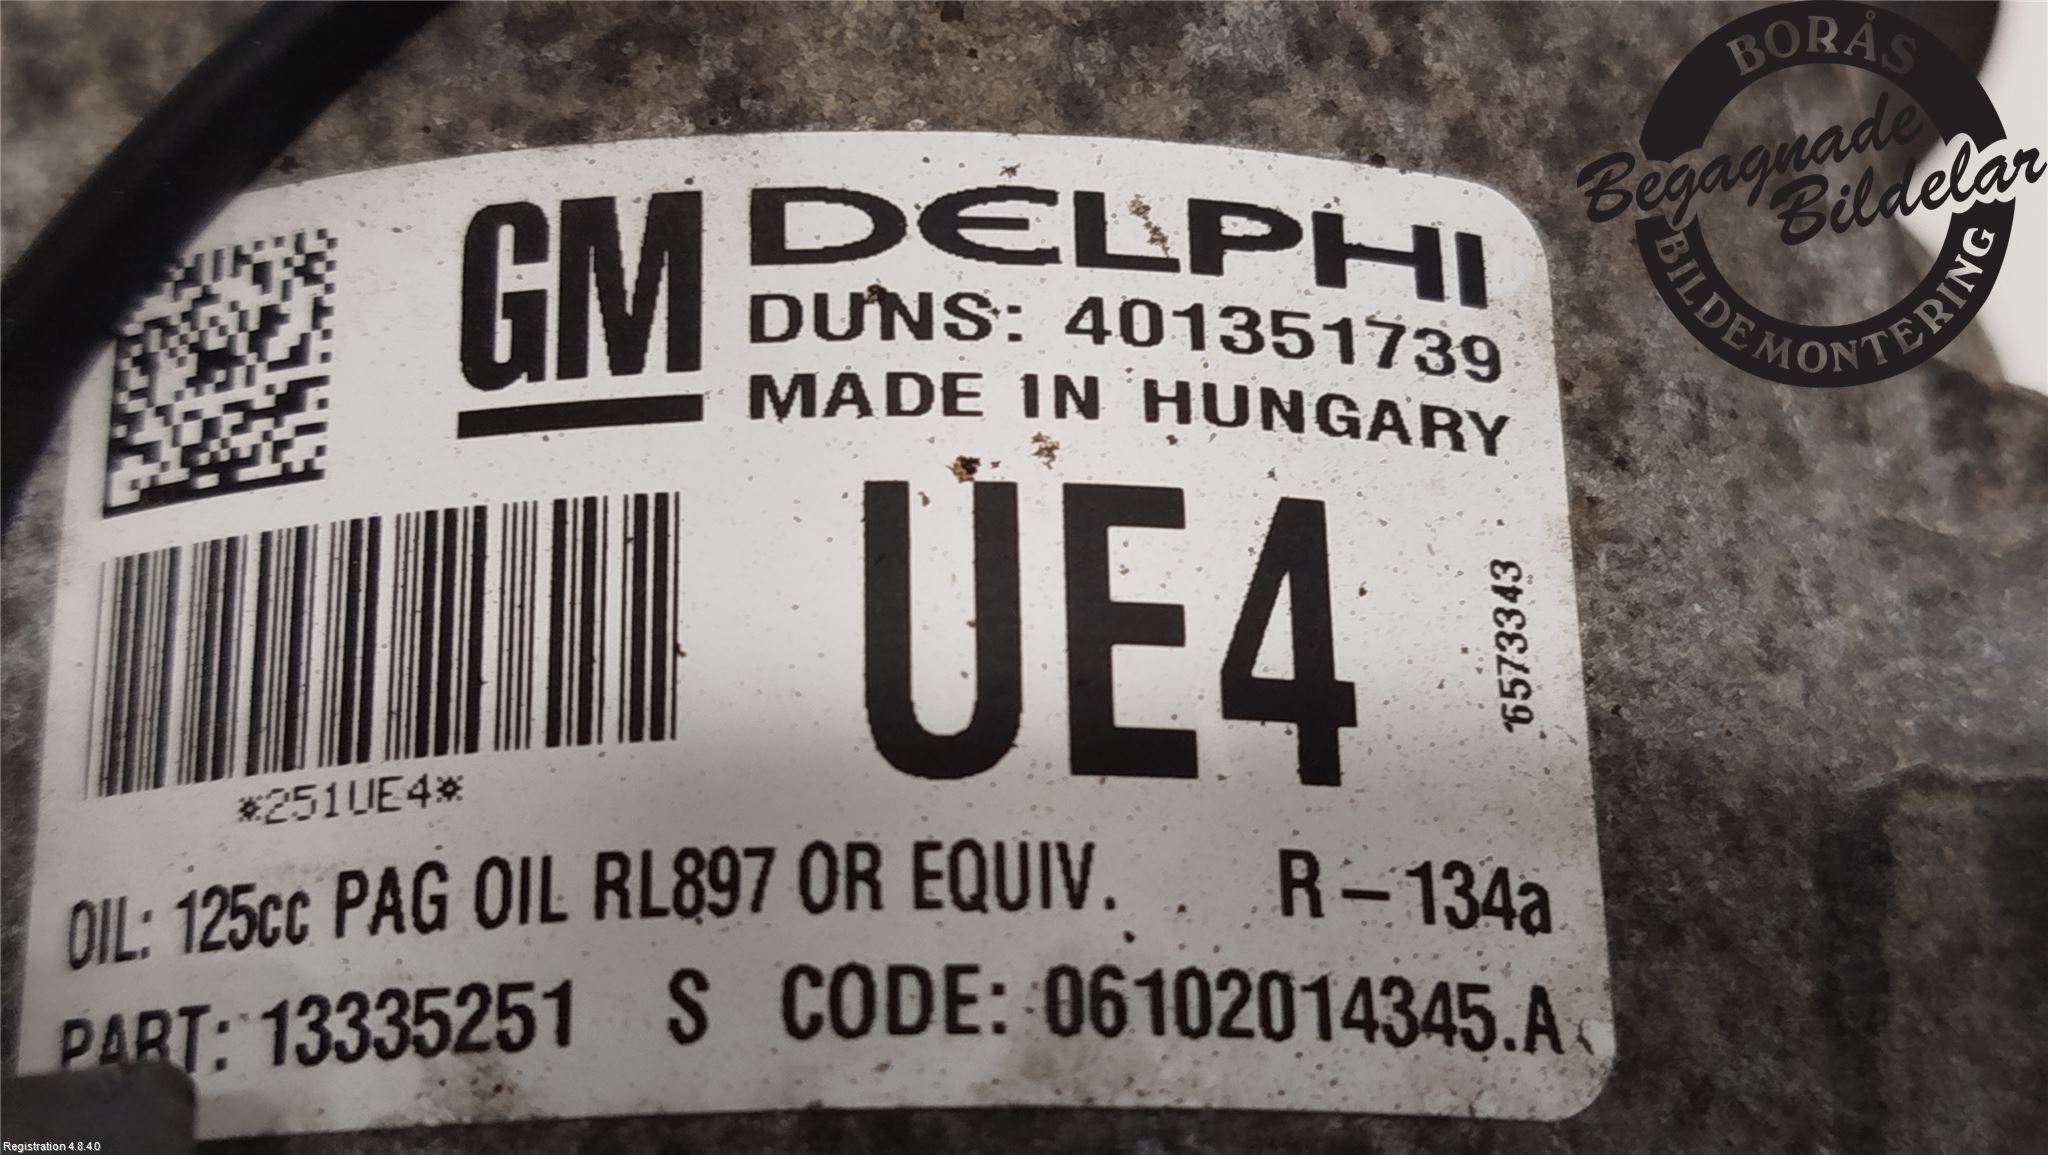 BORÅS
Begagnade
Bildelar
BILDEMONTERING
GM DELPHI
DUNS: 401351739
MADE IN HUNGARY
UE4
*251UE4*
65733343
OIL: 125cc PAG OIL RL897 OR EQUIV. R-134a
PART: 13335251 S CODE: 06102014345.A
Registration 4.8.4.0